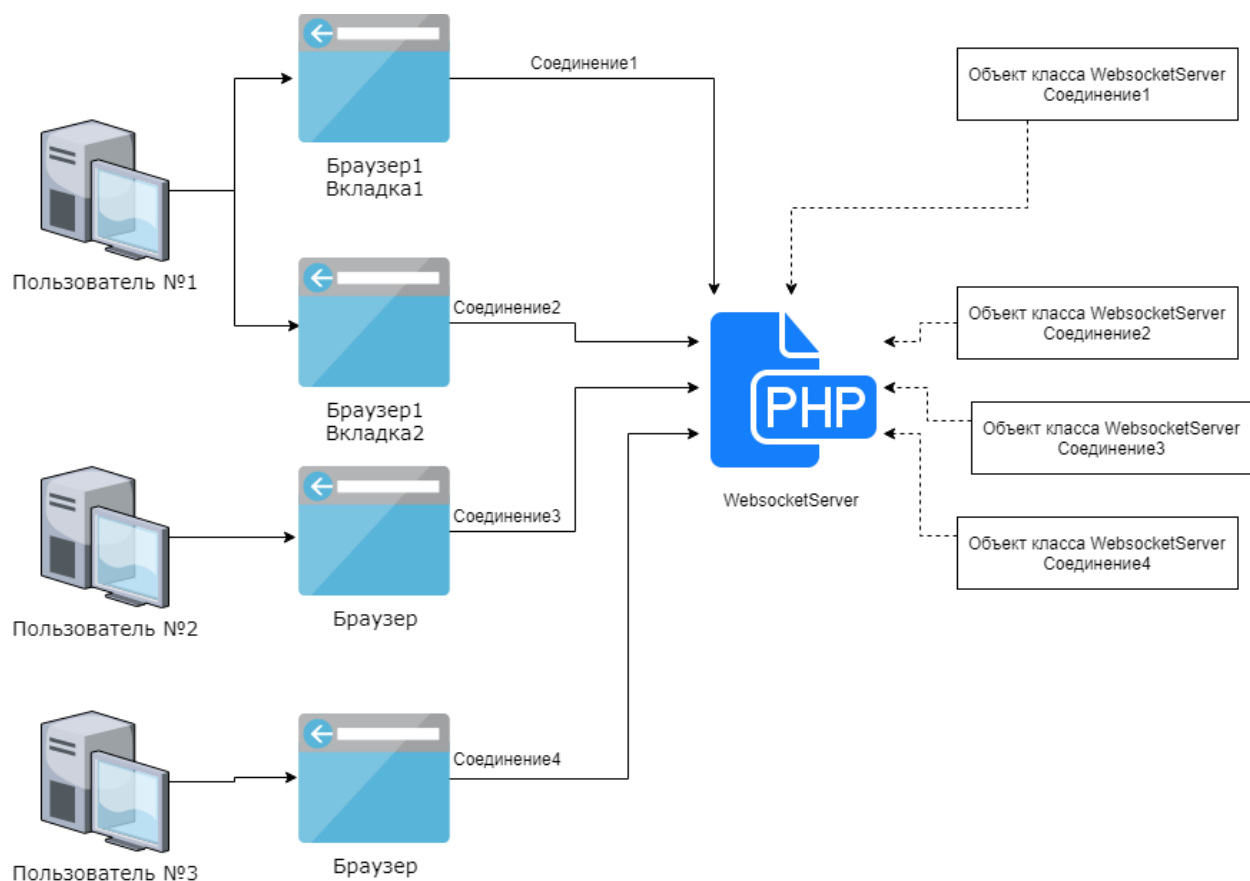 Соединение1
Объект класса WebsocketServer
Соединение1
Браузер1
Вкладка1
Пользователь №1
Соединение2
Объект класса WebsocketServer
Соединение2
Браузер1
Вкладка2
PHP
Объект класса WebsocketServer
Соединение3
WebsocketServer
Соединение3
Объект класса WebsocketServer
Соединение4
Пользователь №2
Браузер
Соединение4
Пользователь №3
Браузер